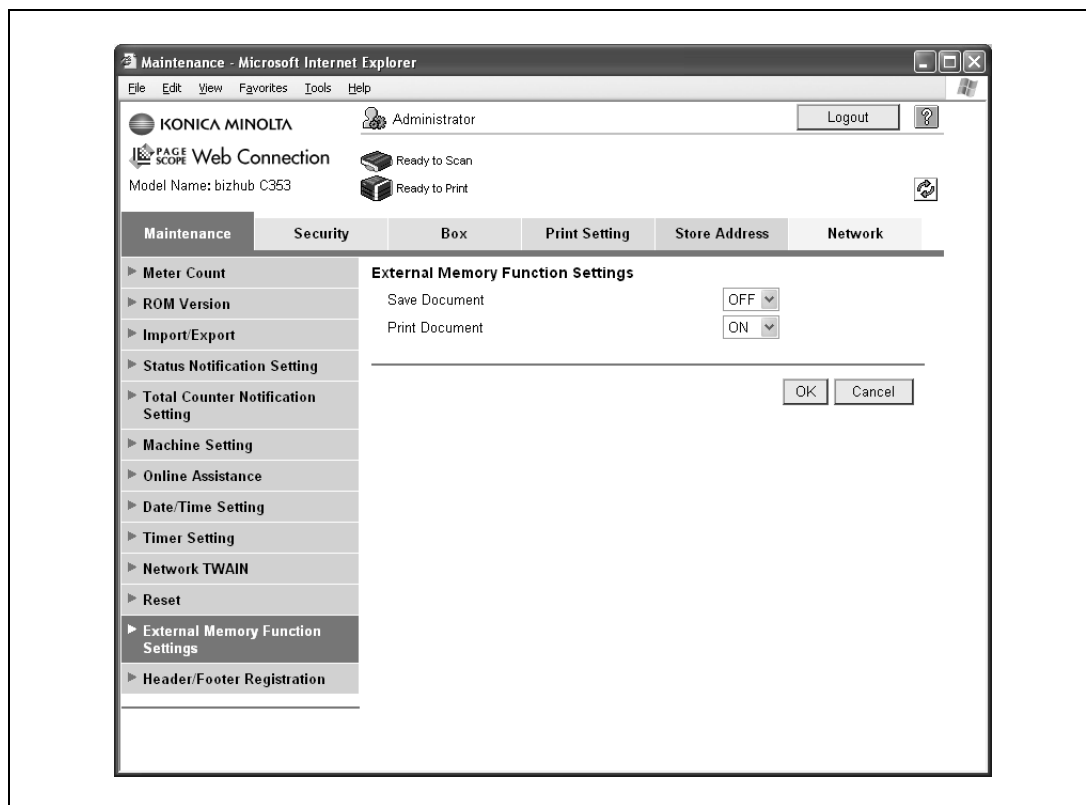 Maintenance - Microsoft Internet Explorer
File Edit View Favorites Tools Help
KONICA MINOLTA
Administrator
Logout
?
PAGE SCOPE Web Connection
Ready to Scan
Model Name: bizhub C353
Ready to Print
Maintenance Security Box Print Setting Store Address Network
Meter Count
ROM Version
Import/Export
Status Notification Setting
Total Counter Notification
Setting
Machine Setting
Online Assistance
Date/Time Setting
Timer Setting
Network TWAIN
Reset
External Memory Function
Settings
Header/Footer Registration
External Memory Function Settings
Save Document OFF
Print Document ON
OK Cancel